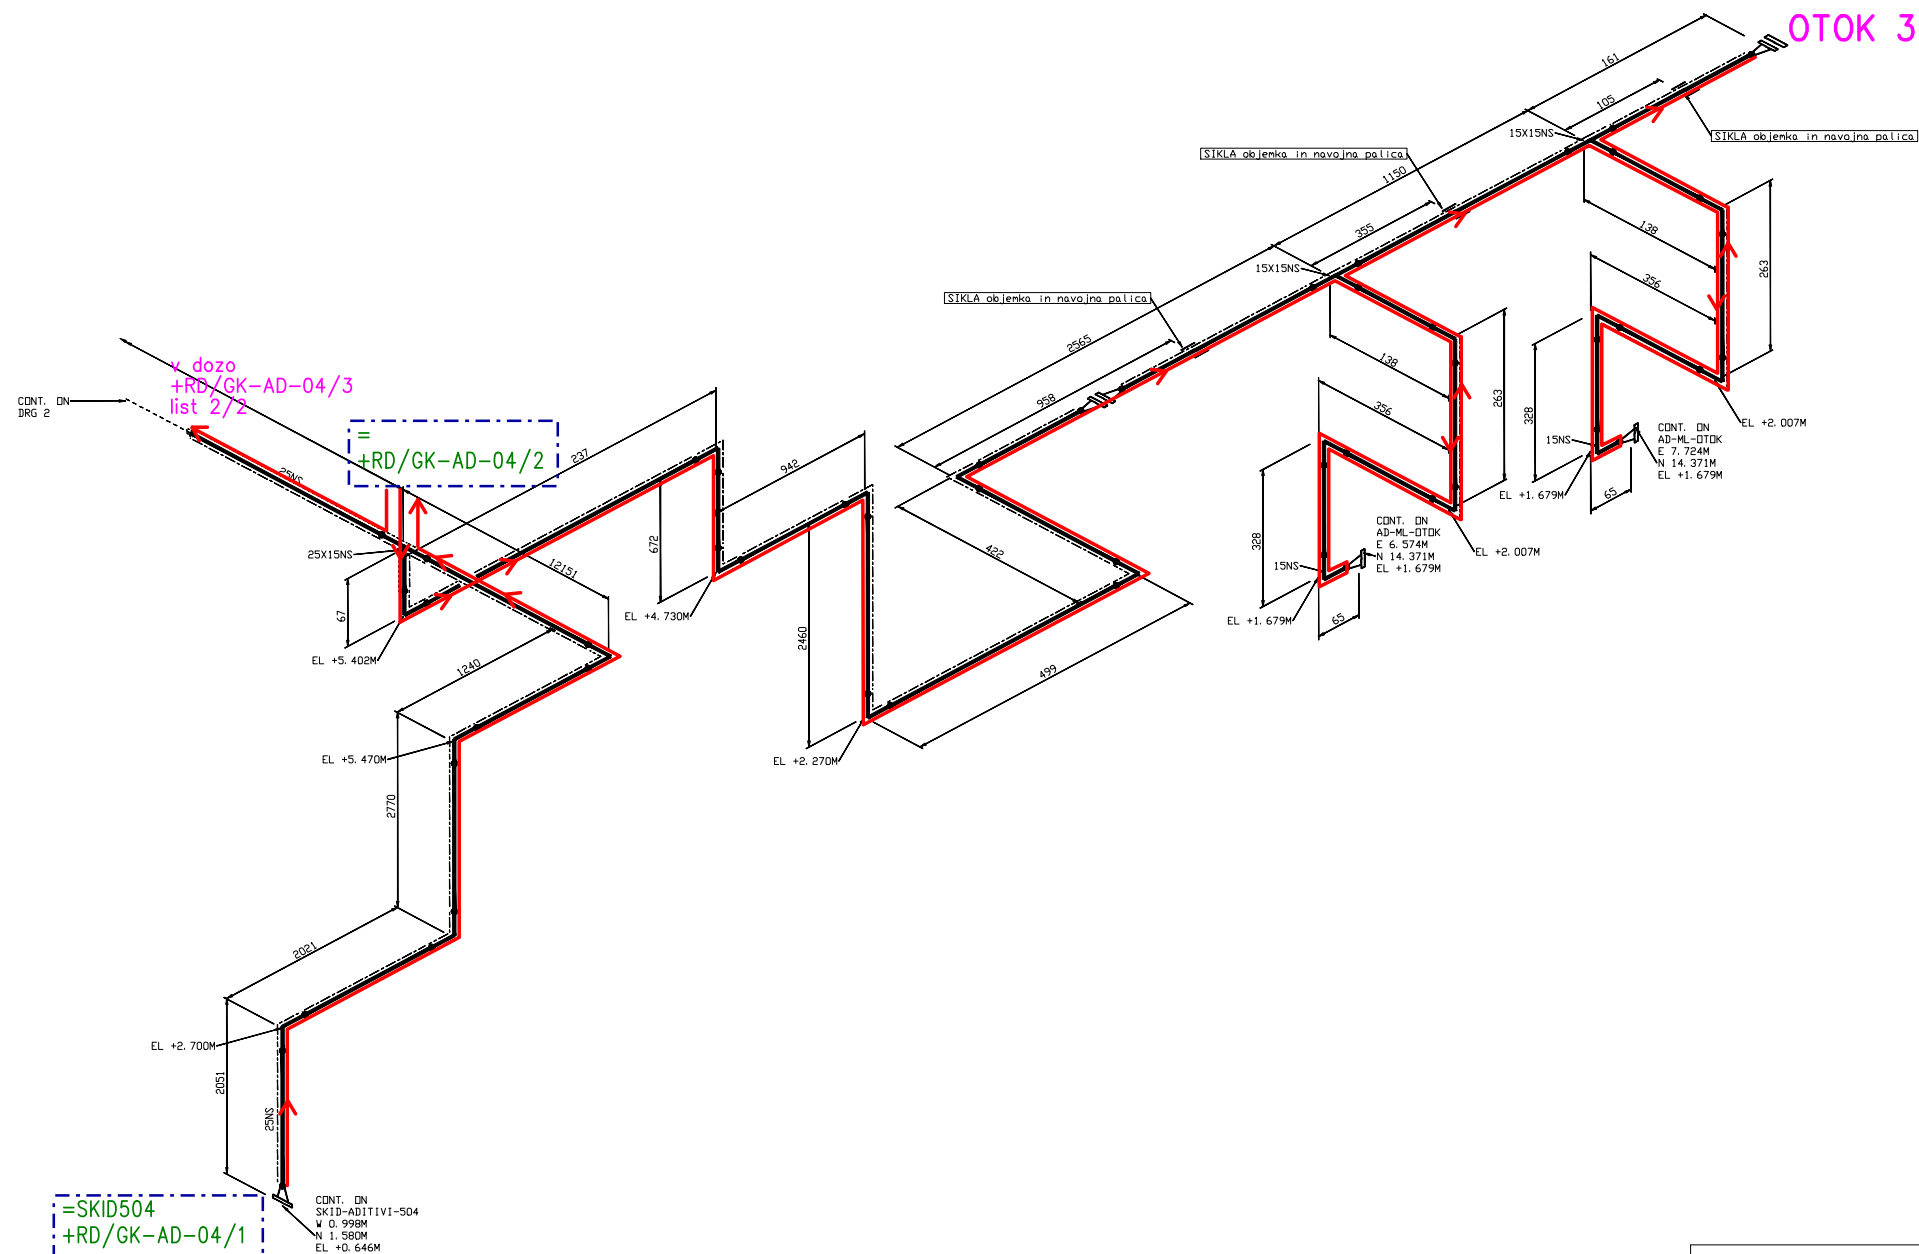 OTOK 3
161
105
15X15NS
SIKLA objemka in navojna palica
SIKLA objemka in navojna palica
1150
138
355
356
263
15X15NS
SIKLA objemka in navojna palica
2565
138
958
356
263
328
EL +2.007M
CONT. ON
AD-ML-OTOK
E 7.724M
N 14.371M
EL +1.679M
15NS
EL +1.679M
65
v dozo
+RD/GK-AD-04/3
list 2/2
CONT. ON
DRG 2
=
+RD/GK-AD-04/2
25NS
237
942
672
422
328
CONT. ON
AD-ML-OTOK
E 6.574M
N 14.371M
EL +1.679M
EL +2.007M
15NS
EL +1.679M
65
25X15NS
12151
67
EL +4.730M
2460
499
EL +5.402M
1240
EL +5.470M
EL +2.270M
2770
2021
EL +2.700M
2051
25NS
=SKID504
+RD/GK-AD-04/1
CONT. ON
SKID-ADITIVI-504
W 0.998M
N 1.580M
EL +0.646M